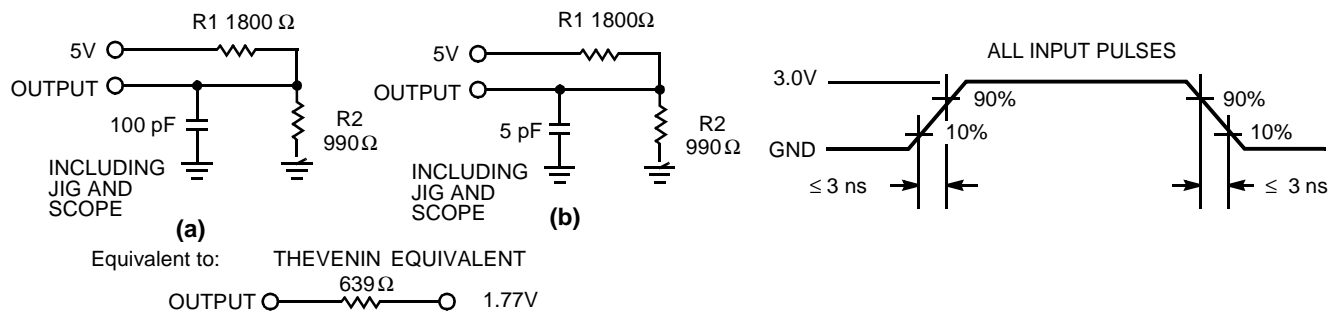 R1 1800 Ω
5V
OUTPUT
100 pF
R2
990Ω
INCLUDING
JIG AND
SCOPE
(a)
R1 1800Ω
5V
OUTPUT
5 pF
R2
990Ω
INCLUDING
JIG AND
SCOPE
(b)
Equivalent to:
THEVENIN EQUIVALENT
639Ω
OUTPUT
1.77V
ALL INPUT PULSES
3.0V
90%
90%
10%
10%
GND
≤ 3 ns
≤ 3 ns